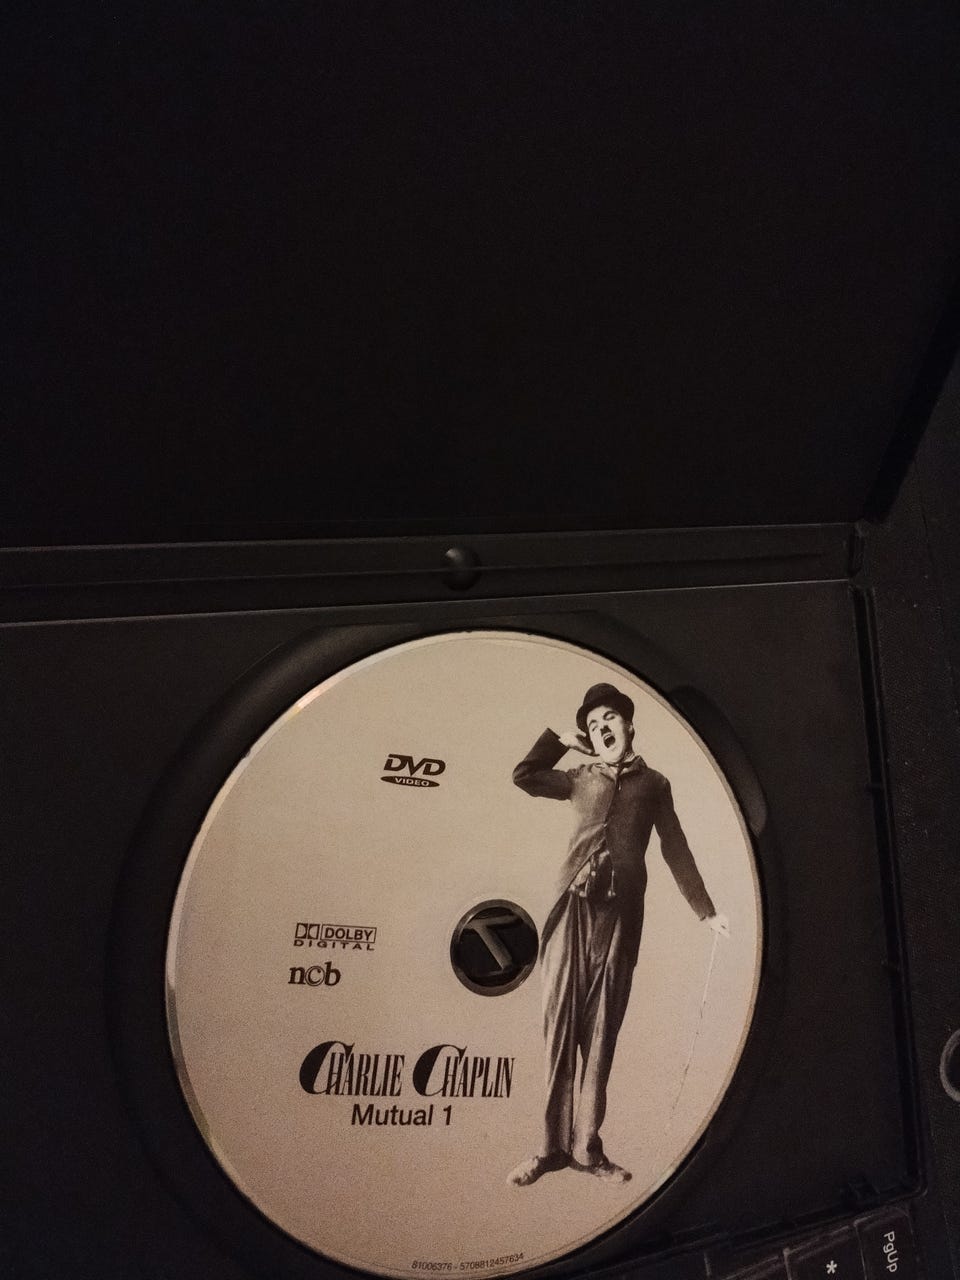 DVD
VIDEO
DOLBY
DIGITAL
ncb
CHARLIE CHAPLIN
Mutual 1
81006376 - 5708812457634
*
PgUp